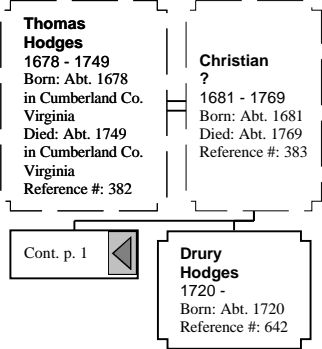 Thomas
Hodges
1678 - 1749
Born: Abt. 1678
in Cumberland Co.
Virginia
Died: Abt. 1749
in Cumberland Co.
Virginia
Reference #: 382
Christian
?
1681 - 1769
Born: Abt. 1681
Died: Abt. 1769
Reference #: 383
Cont. p. 1
Drury
Hodges
1720 -
Born: Abt. 1720
Reference #: 642